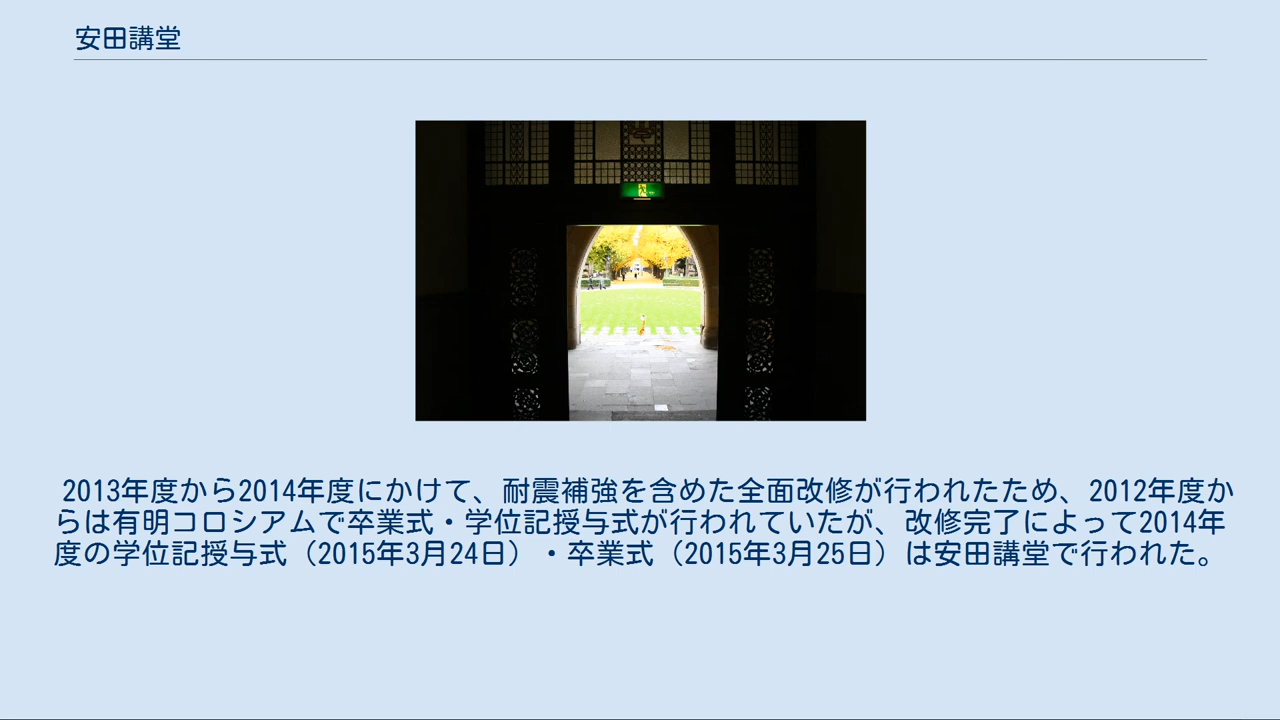 安田講堂
2013年度から2014年度にかけて、耐震補強を含めた全面改修が行われたため、2012年度か
らは有明コロシアムで卒業式・学位記授与式が行われていたが、改修完了によって2014年
度の学位記授与式（2015年3月24日）・卒業式（2015年3月25日）は安田講堂で行われた。